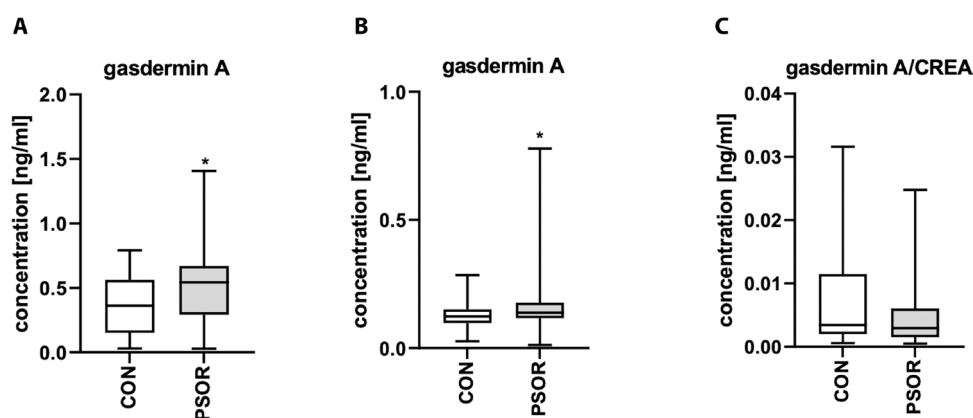 A
gasdermin A
concentration [ng/ml]
2.0
1.5
1.0
0.5
0.0
*
CON
PSOR
B
gasdermin A
concentration [ng/ml]
1.0
0.5
0.0
*
CON
PSOR
C
gasdermin A/CREA
concentration [ng/ml]
0.04
0.03
0.02
0.01
0.00
CON
PSOR